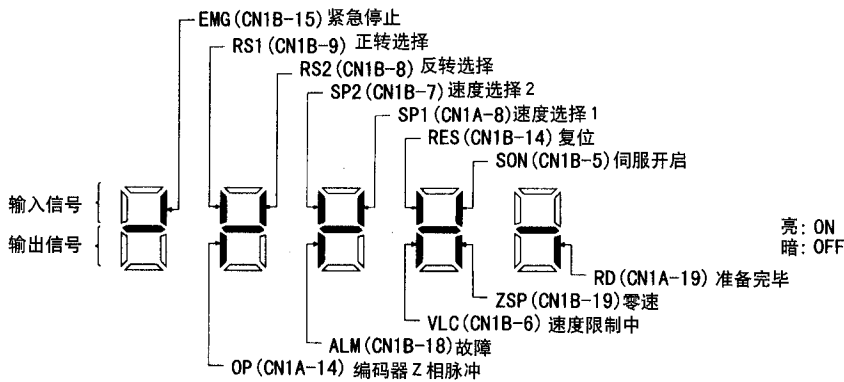 EMG(CN1B-15)紧急停止
RS1(CN1B-9) 正转选择
RS2(CN1B-8)反转选择
SP2(CN1B-7)速度选择2
SP1(CN1A-8)速度选择1
RES(CN1B-14)复位
SON(CN1B-5)伺服开启
输入信号
输出信号
亮: ON
暗: OFF
RD(CN1A-19) 准备完毕
ZSP(CN1B-19)零速
VLC(CN1B-6) 速度限制中
ALM(CN1B-18)故障
OP(CN1A-14) 编码器Z相脉冲